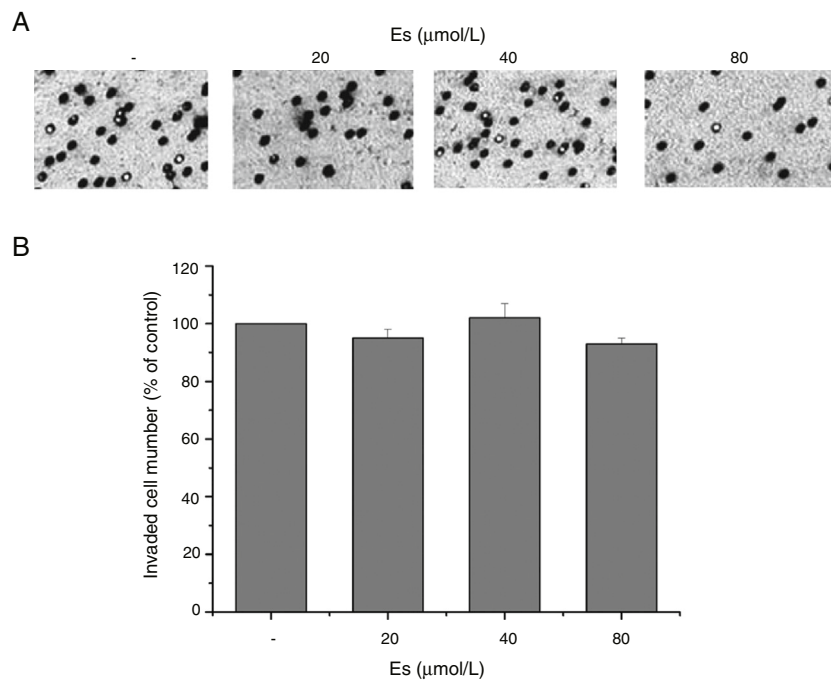 A
Es (μmol/L)
- 20 40 80
B
Invaded cell mumber (% of control)
120
100
80
60
40
20
0
- 20 40 80
Es (μmol/L)